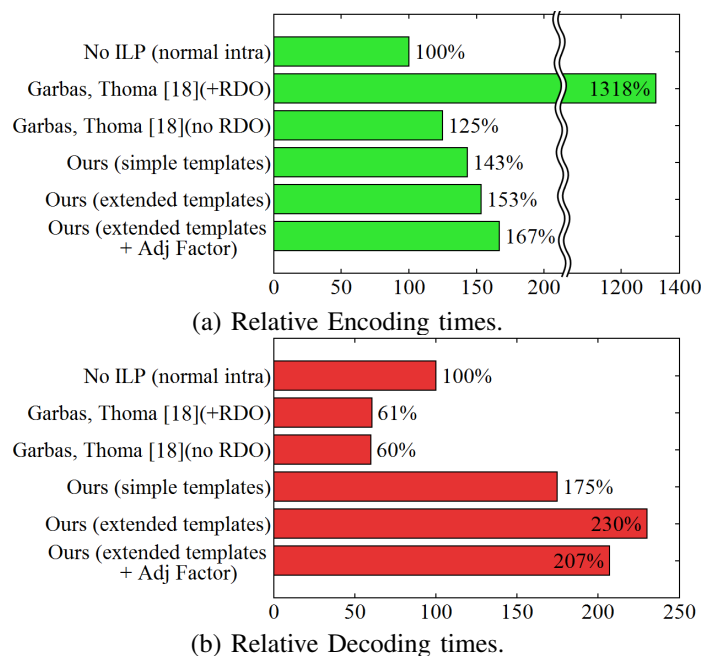 No ILP (normal intra) 100%
Garbas, Thoma [18](+RDO) 1318%
Garbas, Thoma [18](no RDO) 125%
Ours (simple templates) 143%
Ours (extended templates) 153%
Ours (extended templates
+ Adj Factor) 167%
0 50 100 150 200 1200 1400
(a) Relative Encoding times.
No ILP (normal intra) 100%
Garbas, Thoma [18](+RDO) 61%
Garbas, Thoma [18](no RDO) 60%
Ours (simple templates) 175%
Ours (extended templates) 230%
Ours (extended templates
+ Adj Factor) 207%
0 50 100 150 200 250
(b) Relative Decoding times.